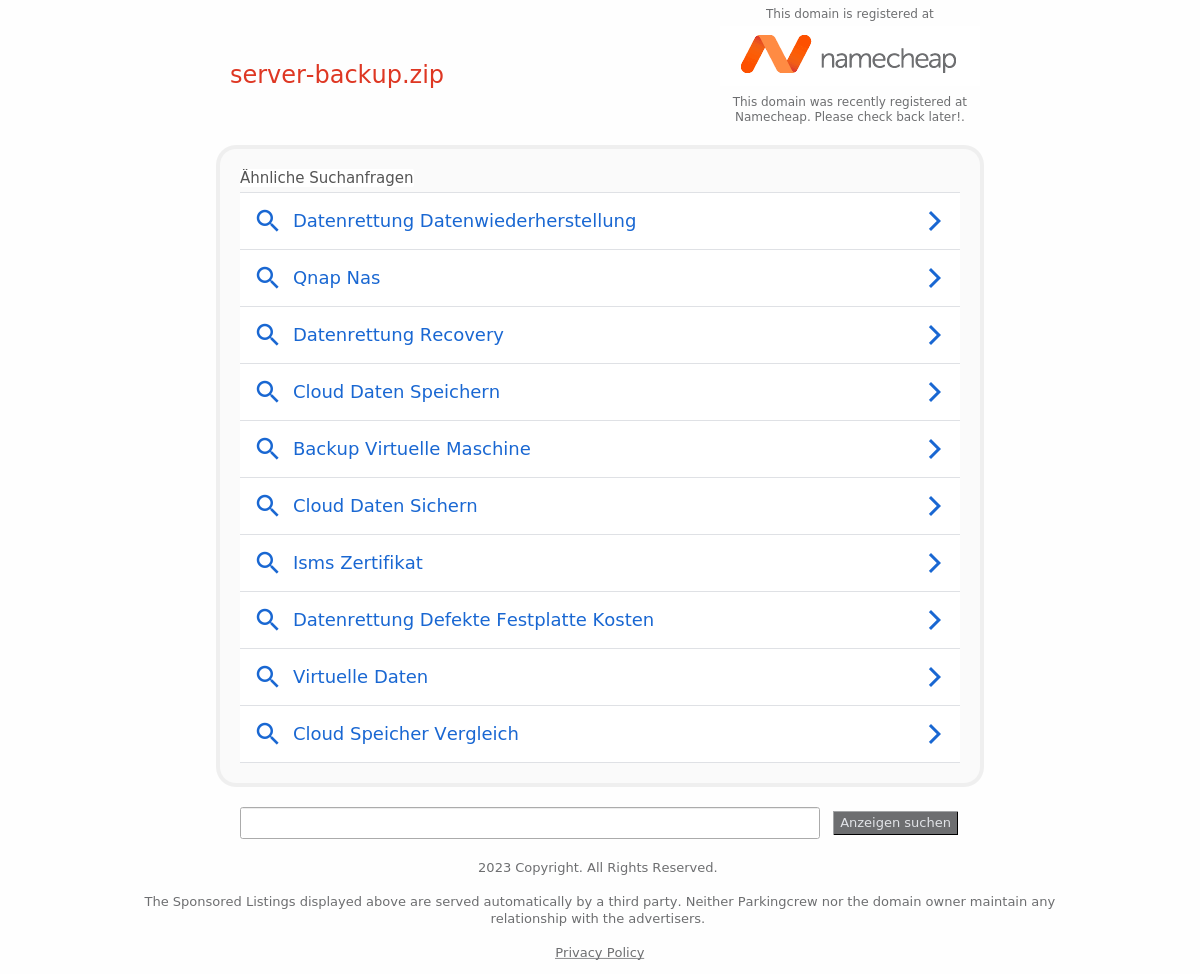 This domain is registered at
namecheap
server-backup.zip
This domain was recently registered at
Namecheap. Please check back later!.
Ähnliche Suchanfragen
Datenrettung Datenwiederherstellung
Qnap Nas
Datenrettung Recovery
Cloud Daten Speichern
Backup Virtuelle Maschine
Cloud Daten Sichern
Isms Zertifikat
Datenrettung Defekte Festplatte Kosten
Virtuelle Daten
Cloud Speicher Vergleich
Anzeigen suchen
2023 Copyright. All Rights Reserved.
The Sponsored Listings displayed above are served automatically by a third party. Neither Parkingcrew nor the domain owner maintain any
relationship with the advertisers.
Privacy Policy